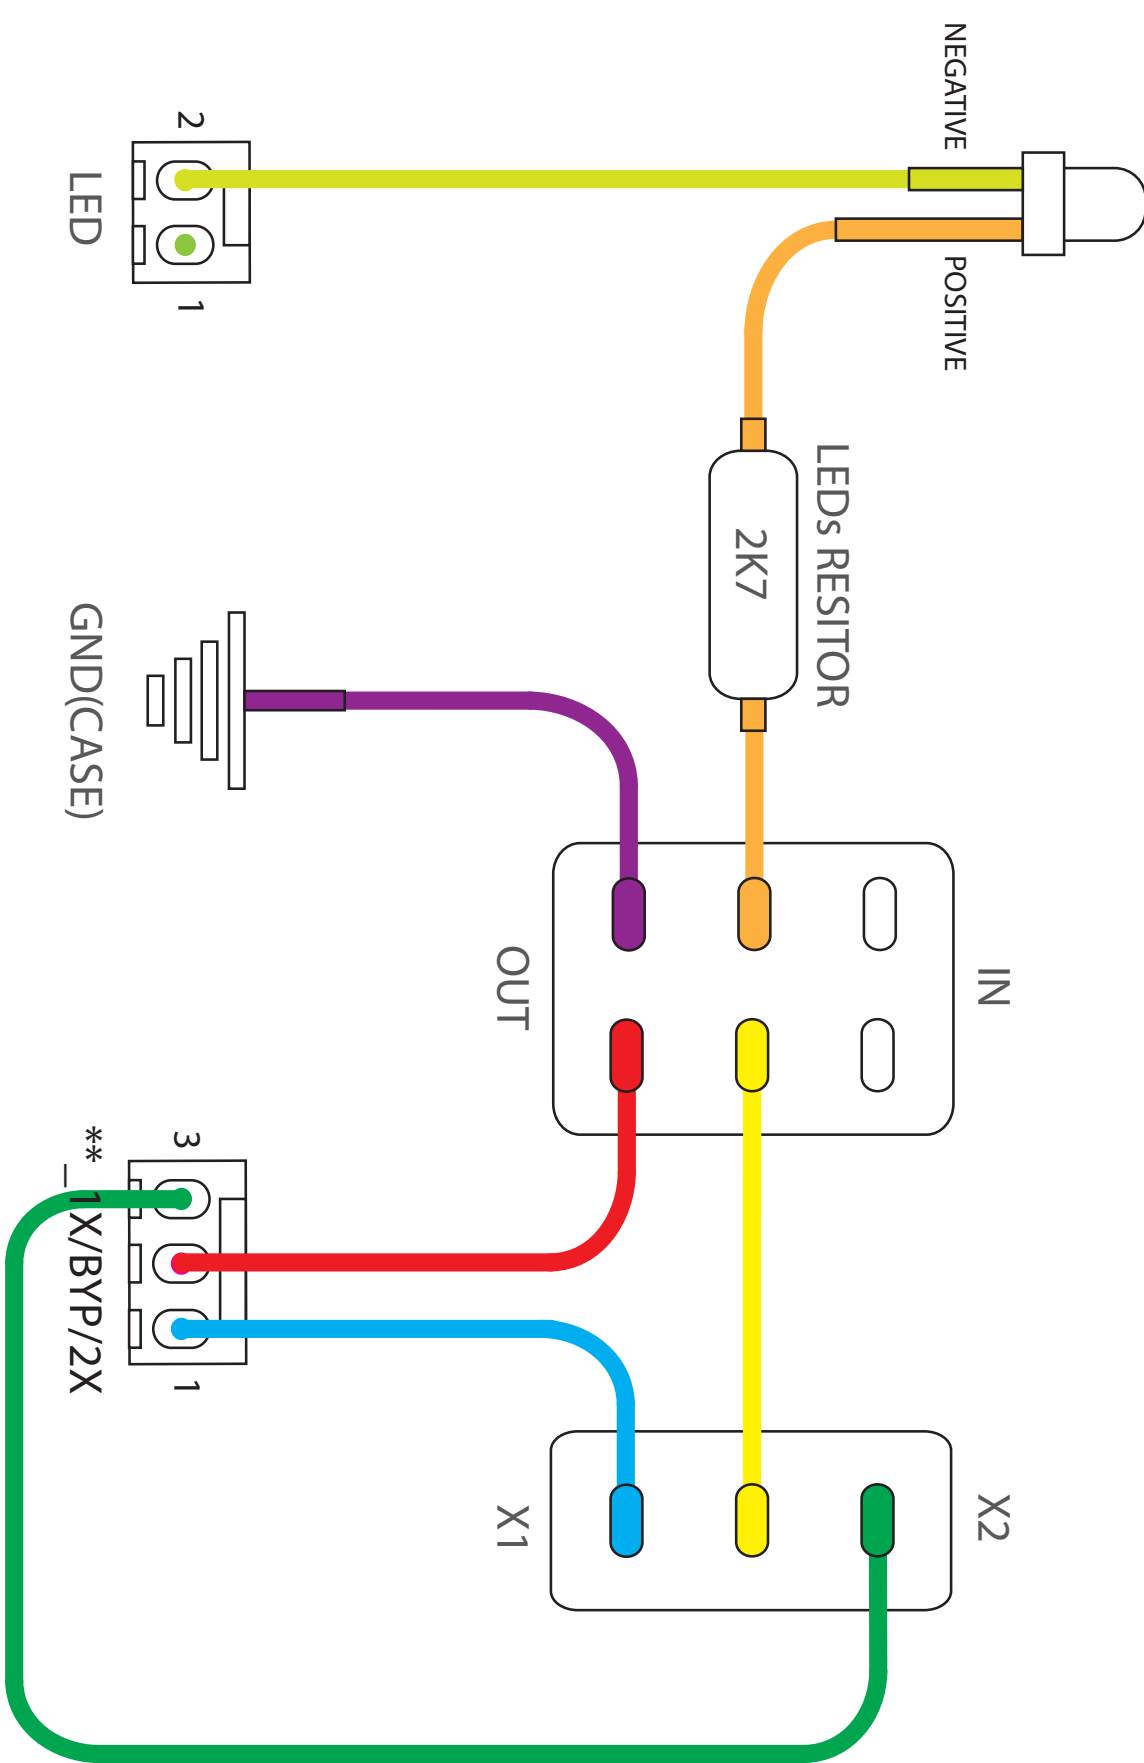 NEGATIVE
POSITIVE
2
1
LED
LEDs RESITOR
2K7
GND(CASE)
IN
OUT
3
1
**_1X/BYP/2X
X2
X1